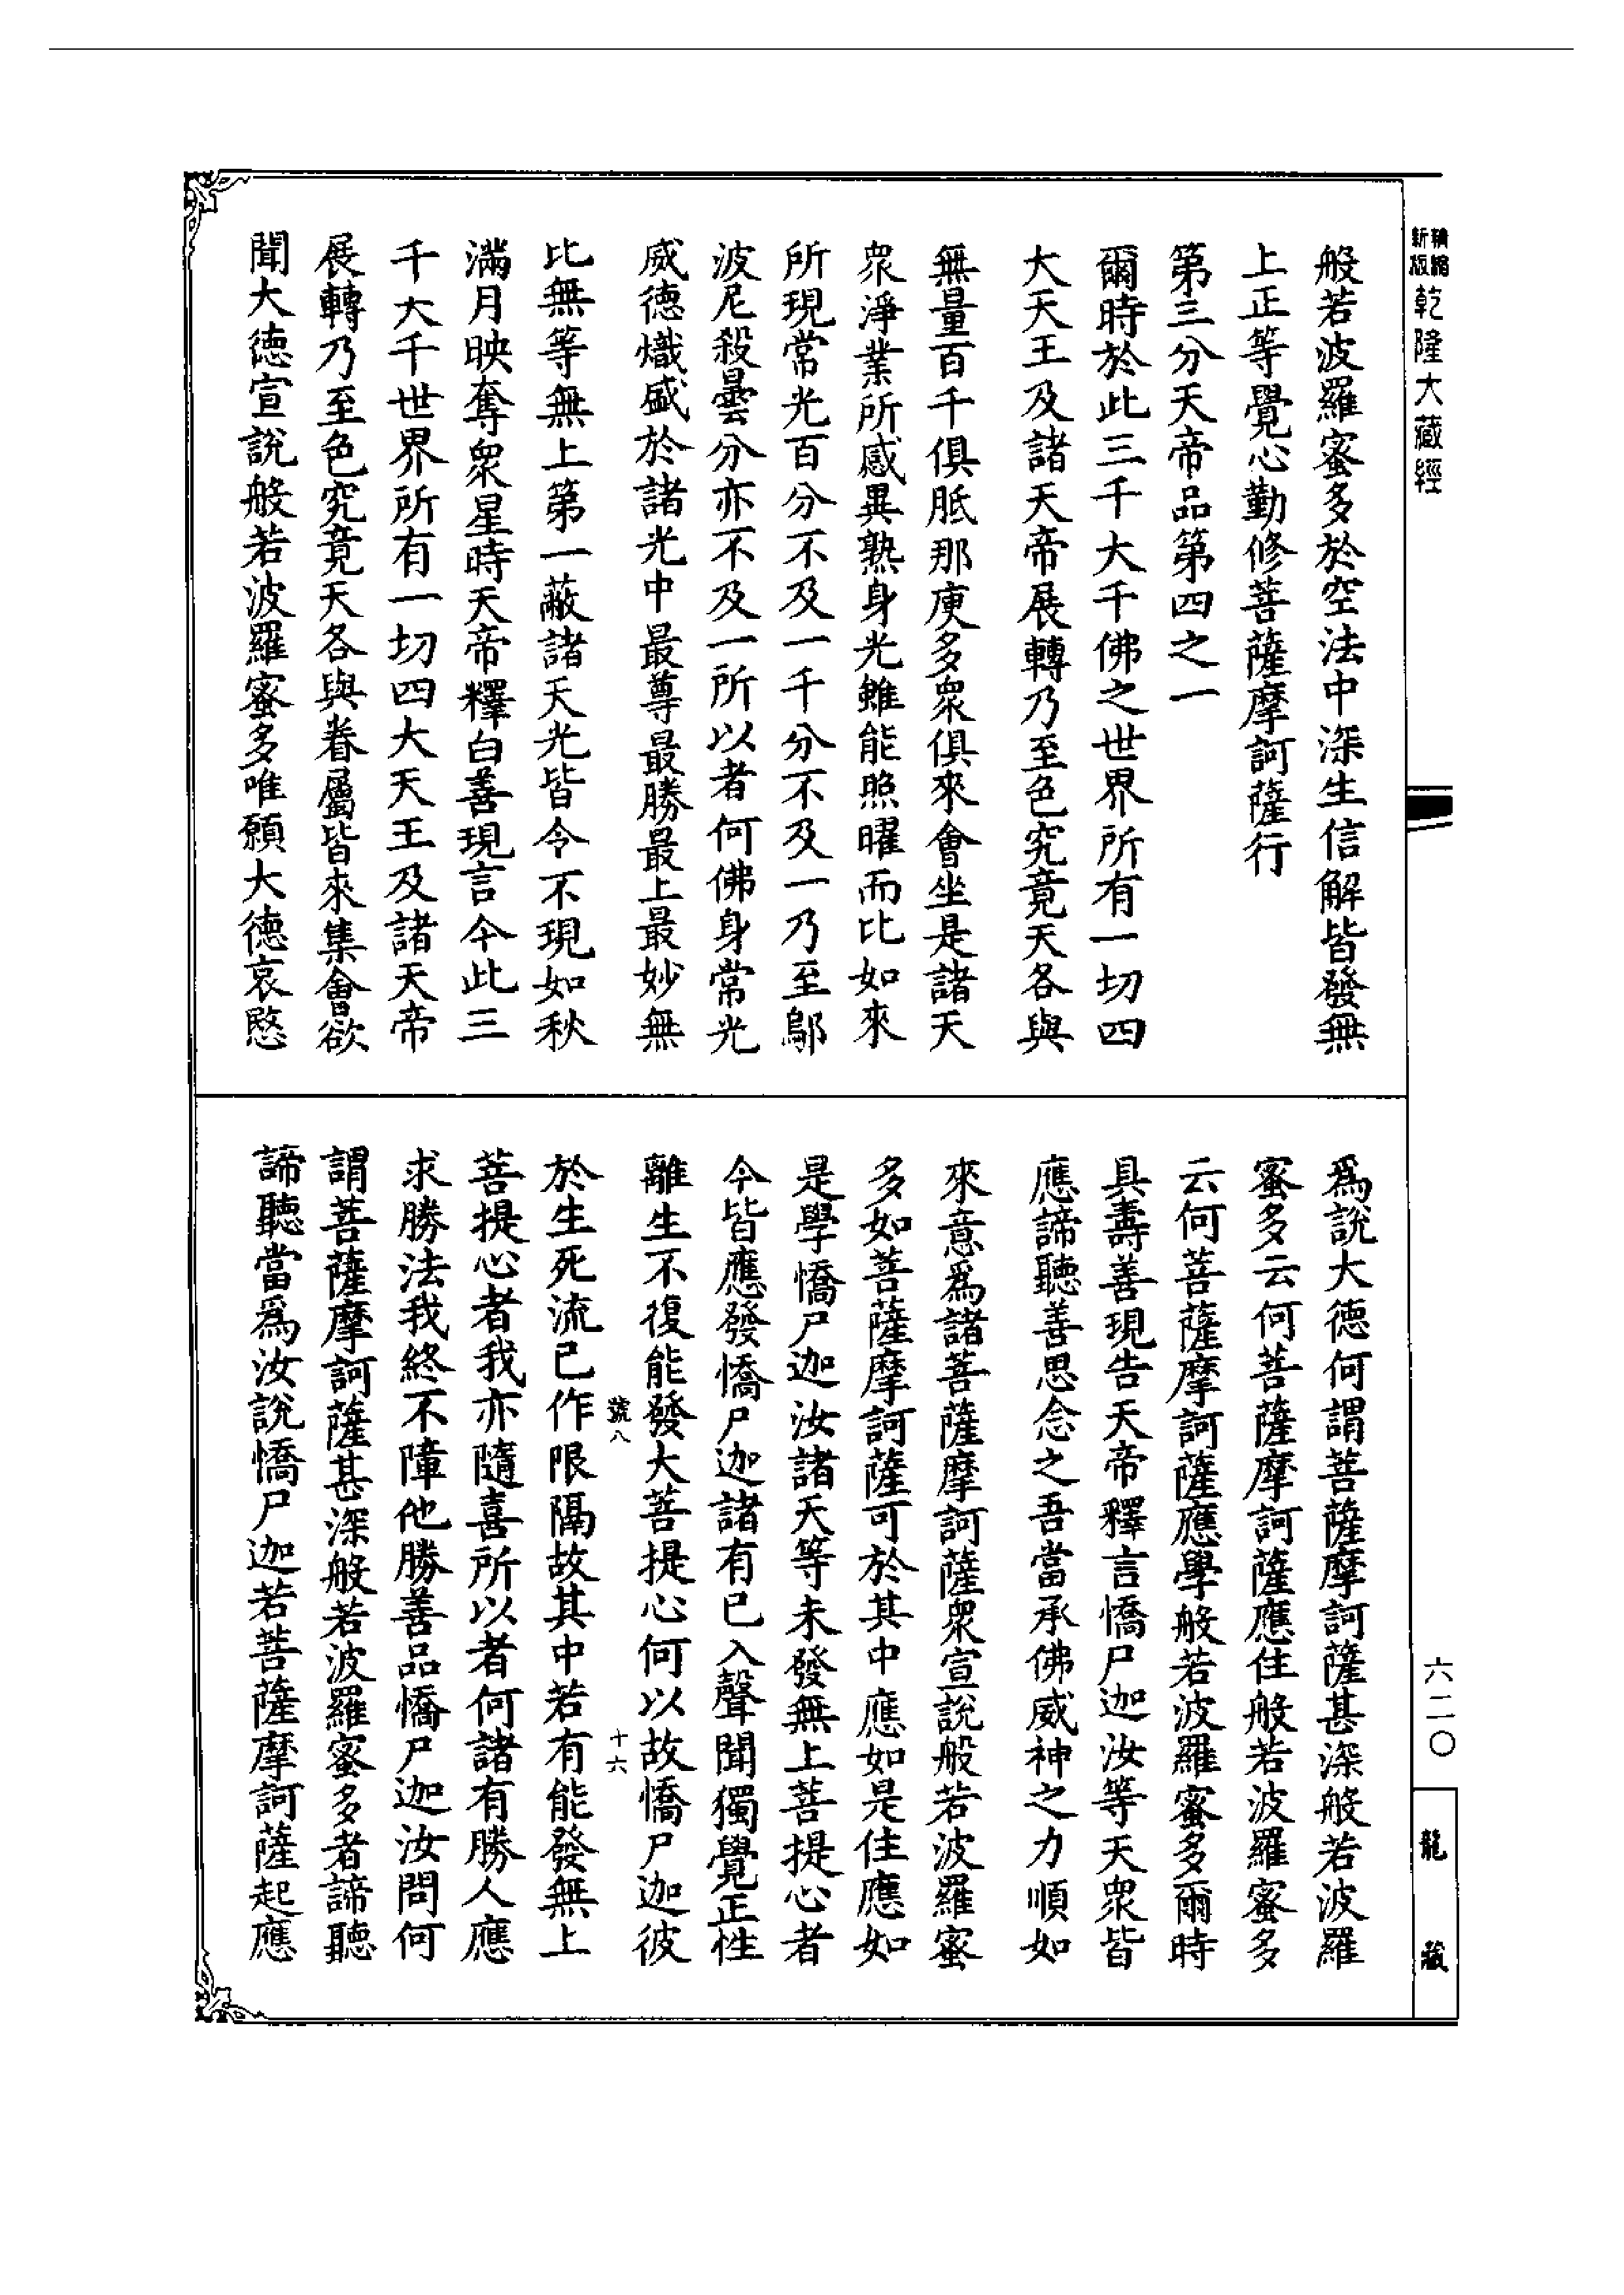 精縮新版乾隆大藏經
般若波羅蜜多於空法中深生信解皆發無
上正等覺心勤修菩薩摩訶薩行
第三分天帝品第四之一
爾時於此三千大千佛之世界所有一切四
大天王及諸天帝展轉乃至色究竟天各與
無量百千俱胝那庾多眾俱來會坐是諸天
眾淨業所感異熟身光雖能照曜而比如來
所現常光百分不及一千分不及一乃至鄔
波尼殺曇分亦不及一所以者何佛身常光
威德熾盛於諸光中最尊最勝最上最妙無
比無等無上第一蔽諸天光皆令不現如秋
滿月映奪眾星時天帝釋白善現言今此三
千大千世界所有一切四大天王及諸天帝
展轉乃至色究竟天各與眷屬皆來集會欲
聞大德宣說般若波羅蜜多唯願大德哀愍
為說大德何謂菩薩摩訶薩甚深般若波羅
蜜多云何菩薩摩訶薩應住般若波羅蜜多
云何菩薩摩訶薩應學般若波羅蜜多爾時
具壽善現告天帝釋言憍尸迦汝等天眾皆
應諦聽善思念之吾當承佛威神之力順如
來意為諸菩薩摩訶薩眾宣說般若波羅蜜
多如菩薩摩訶薩可於其中應如是住應如
是學憍尸迦汝諸天等未發無上菩提心者
今皆應發憍尸迦諸有已入聲聞獨覺正性
離生不復能發大菩提心何以故憍尸迦彼
號八 十六
於生死流已作限隔故其中若有能發無上
菩提心者我亦隨喜所以者何諸有勝人應
求勝法我終不障他勝善品憍尸迦汝問何
謂菩薩摩訶薩甚深般若波羅蜜多者諦聽
諦聽當為汝說憍尸迦若菩薩摩訶薩起應
六二〇
龍藏